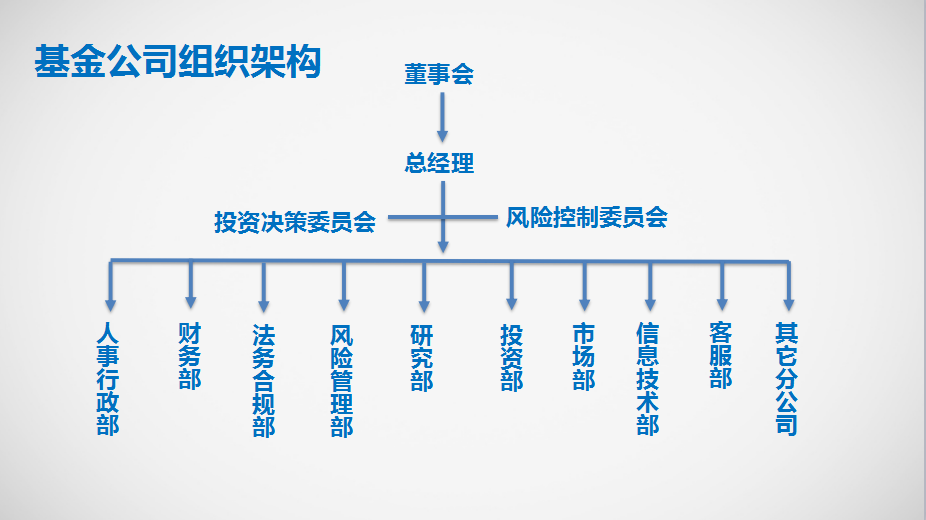 基金公司组织架构
董事会
总经理
投资决策委员会
风险控制委员会
人事行政部
财务部
法务合规部
风险管理部
研究部
投资部
市场部
信息技术部
客服部
其它分公司